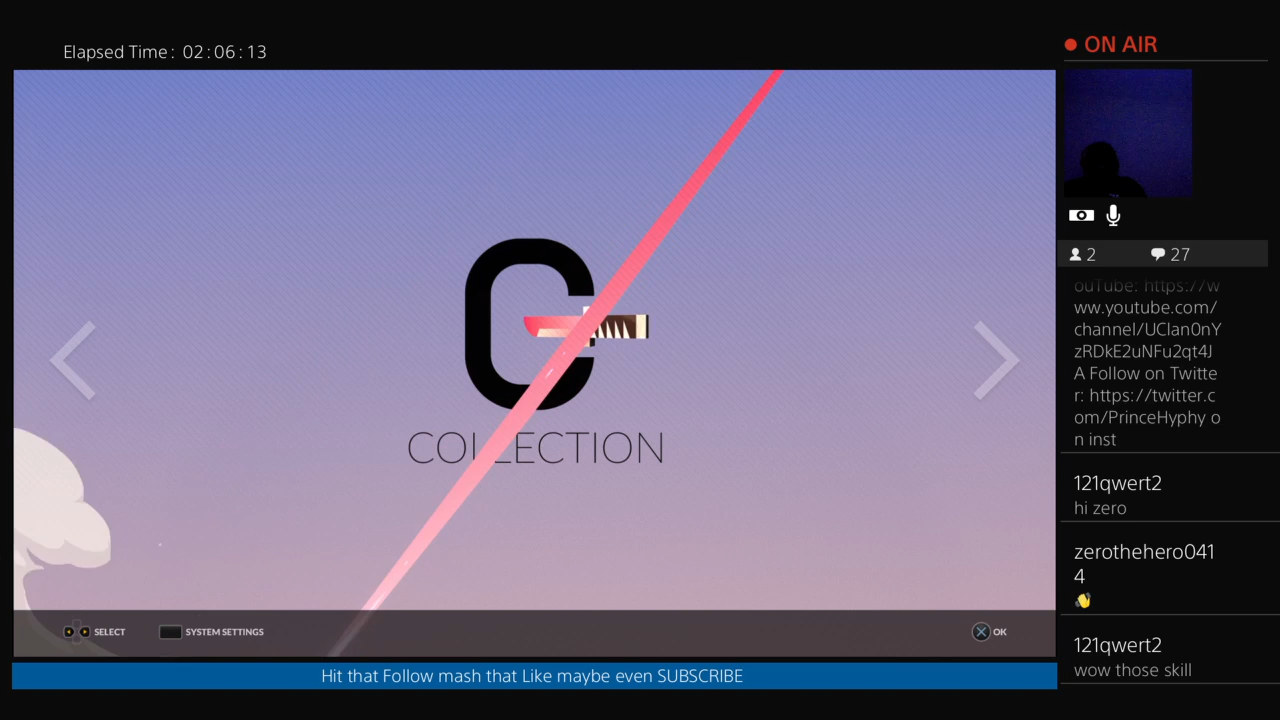 Elapsed Time: 02:06:13
ON AIR
2 27
ouTube: https://w
ww.youtube.com/
channel/UClan0nY
zRDkE2uNFu2qt4J
A Follow on Twitte
r: https://twitter.c
om/PrinceHyphy o
n inst
121qwert2
hi zero
zerothehero041
4
👋
121qwert2
wow those skill
COLLECTION
SELECT
SYSTEM SETTINGS
OK
Hit that Follow mash that Like maybe even SUBSCRIBE